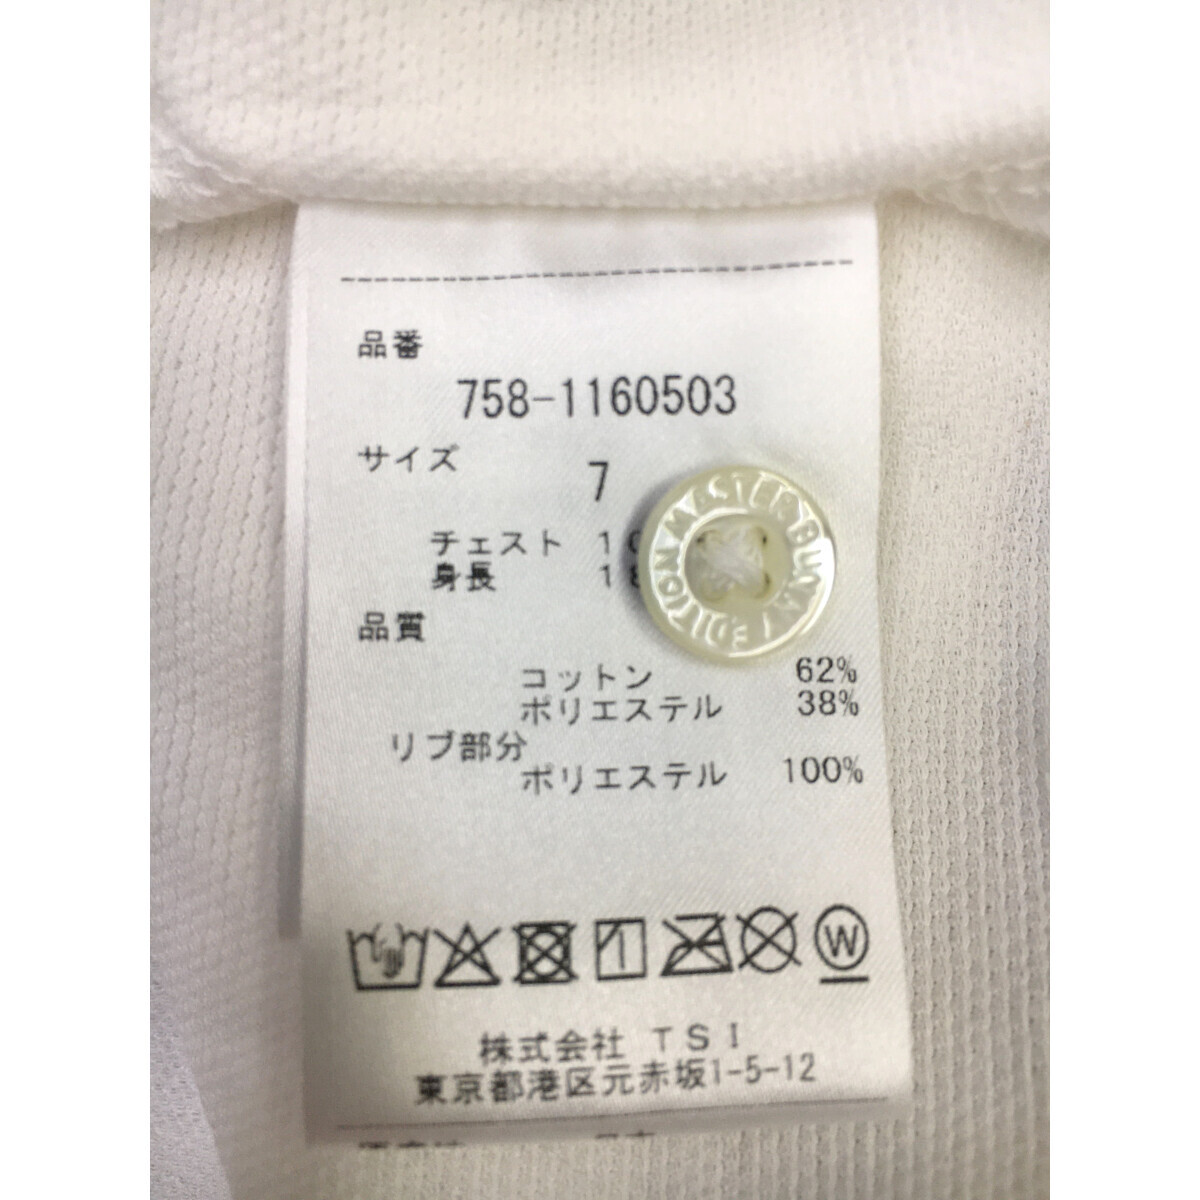 品番
758-1160503
サイズ 7
チェスト 1
身長 1
品質
コットン 62%
ポリエステル 38%
リブ部分
ポリエステル 100%
MASTER BUNNY EDITION
W
株式会社 TSI
東京都港区元赤坂1-5-12